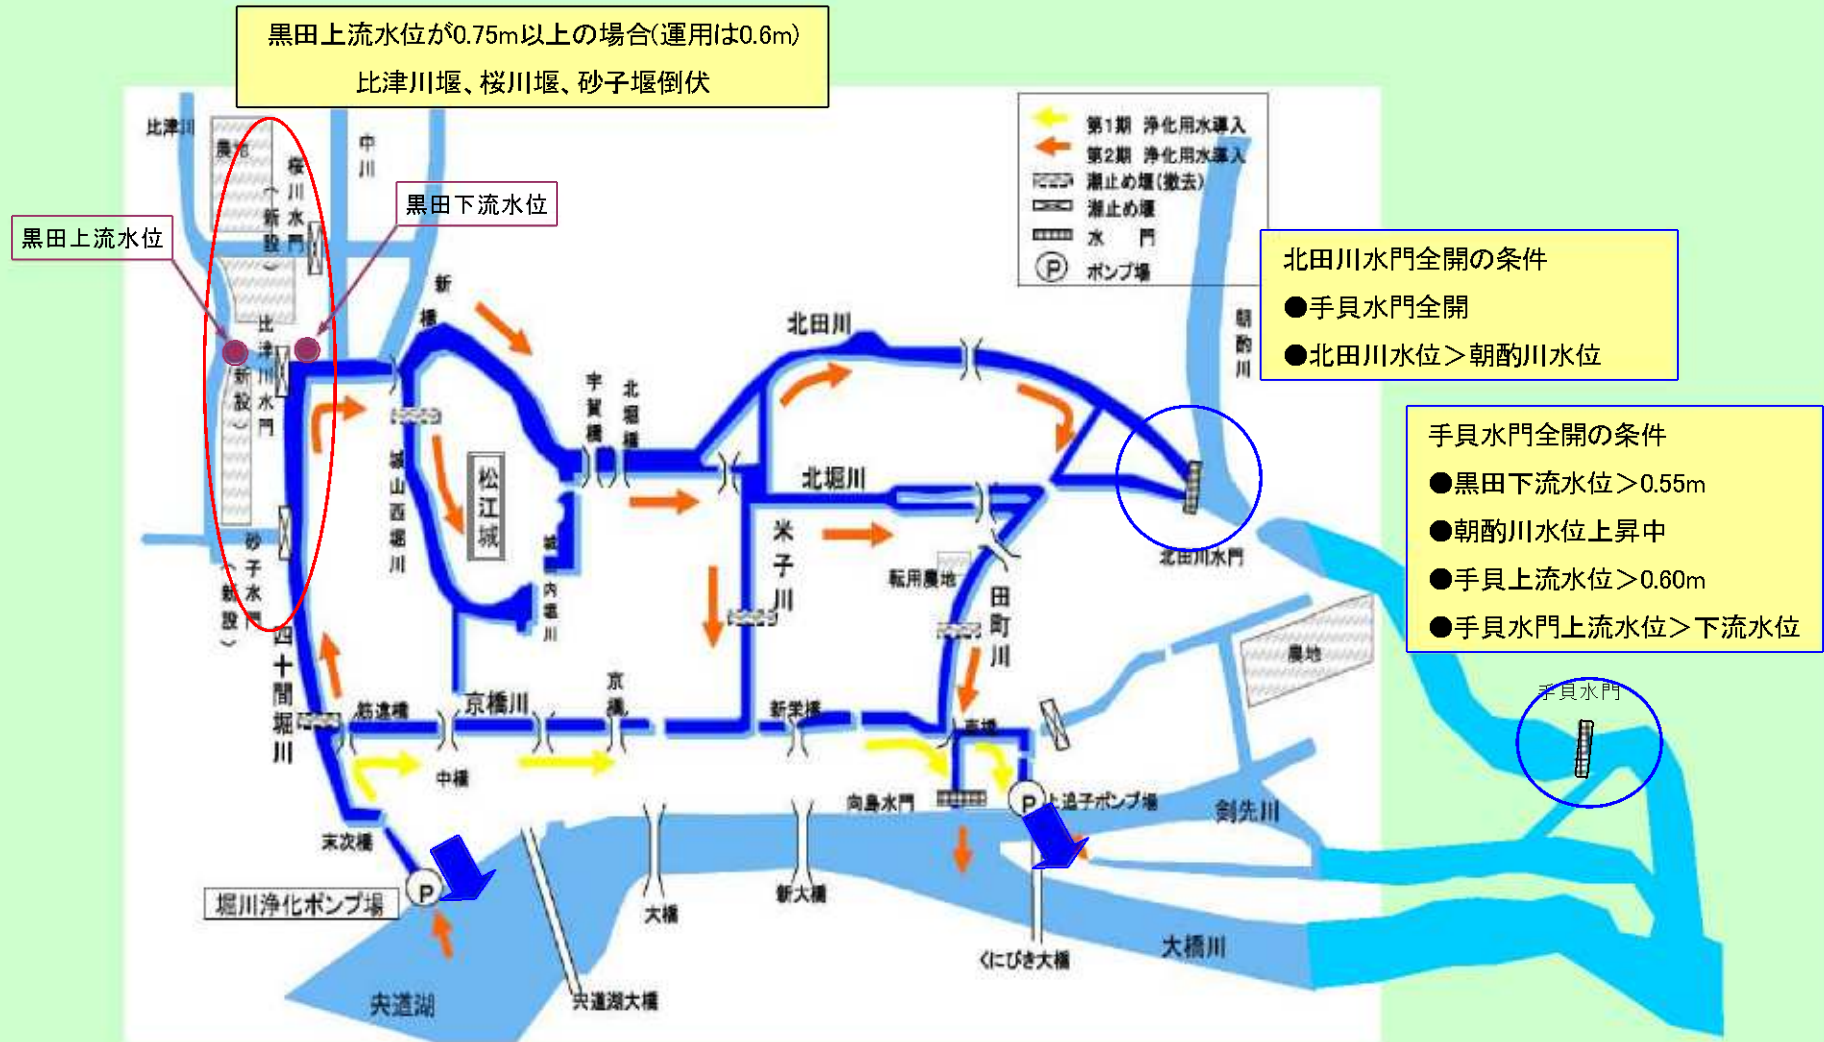 黒田上流水位が0.75m以上の場合(運用は0.6m)
比津川堰、桜川堰、砂子堰倒伏
比津川
農地
桜川水門
(新設)
中川
黒田上流水位
黒田下流水位
第1期 浄化用水導入
第2期 浄化用水導入
潮止め堰(撤去)
潮止め堰
水 門
P ポンプ場
朝酌川
北田川水門全開の条件
●手貝水門全開
●北田川水位>朝酌川水位
手貝水門全開の条件
●黒田下流水位>0.55m
●朝酌川水位上昇中
●手貝上流水位>0.60m
●手貝水門上流水位>下流水位
比津川水門
(新設)
新橋
北田川
宇賀橋
北堀橋
城山西堀川
松江城
城山内堀川
北堀川
米子川
転用農地
田町川
北田川水門
砂子水門
(新設)
四十間堀川
農地
手貝水門
筋違橋
京橋川
京橋
新栄橋
中橋
向島水門
P
上追子ポンプ場
剣先川
末次橋
P
堀川浄化ポンプ場
宍道湖
宍道湖大橋
大橋
新大橋
くにびき大橋
大橋川